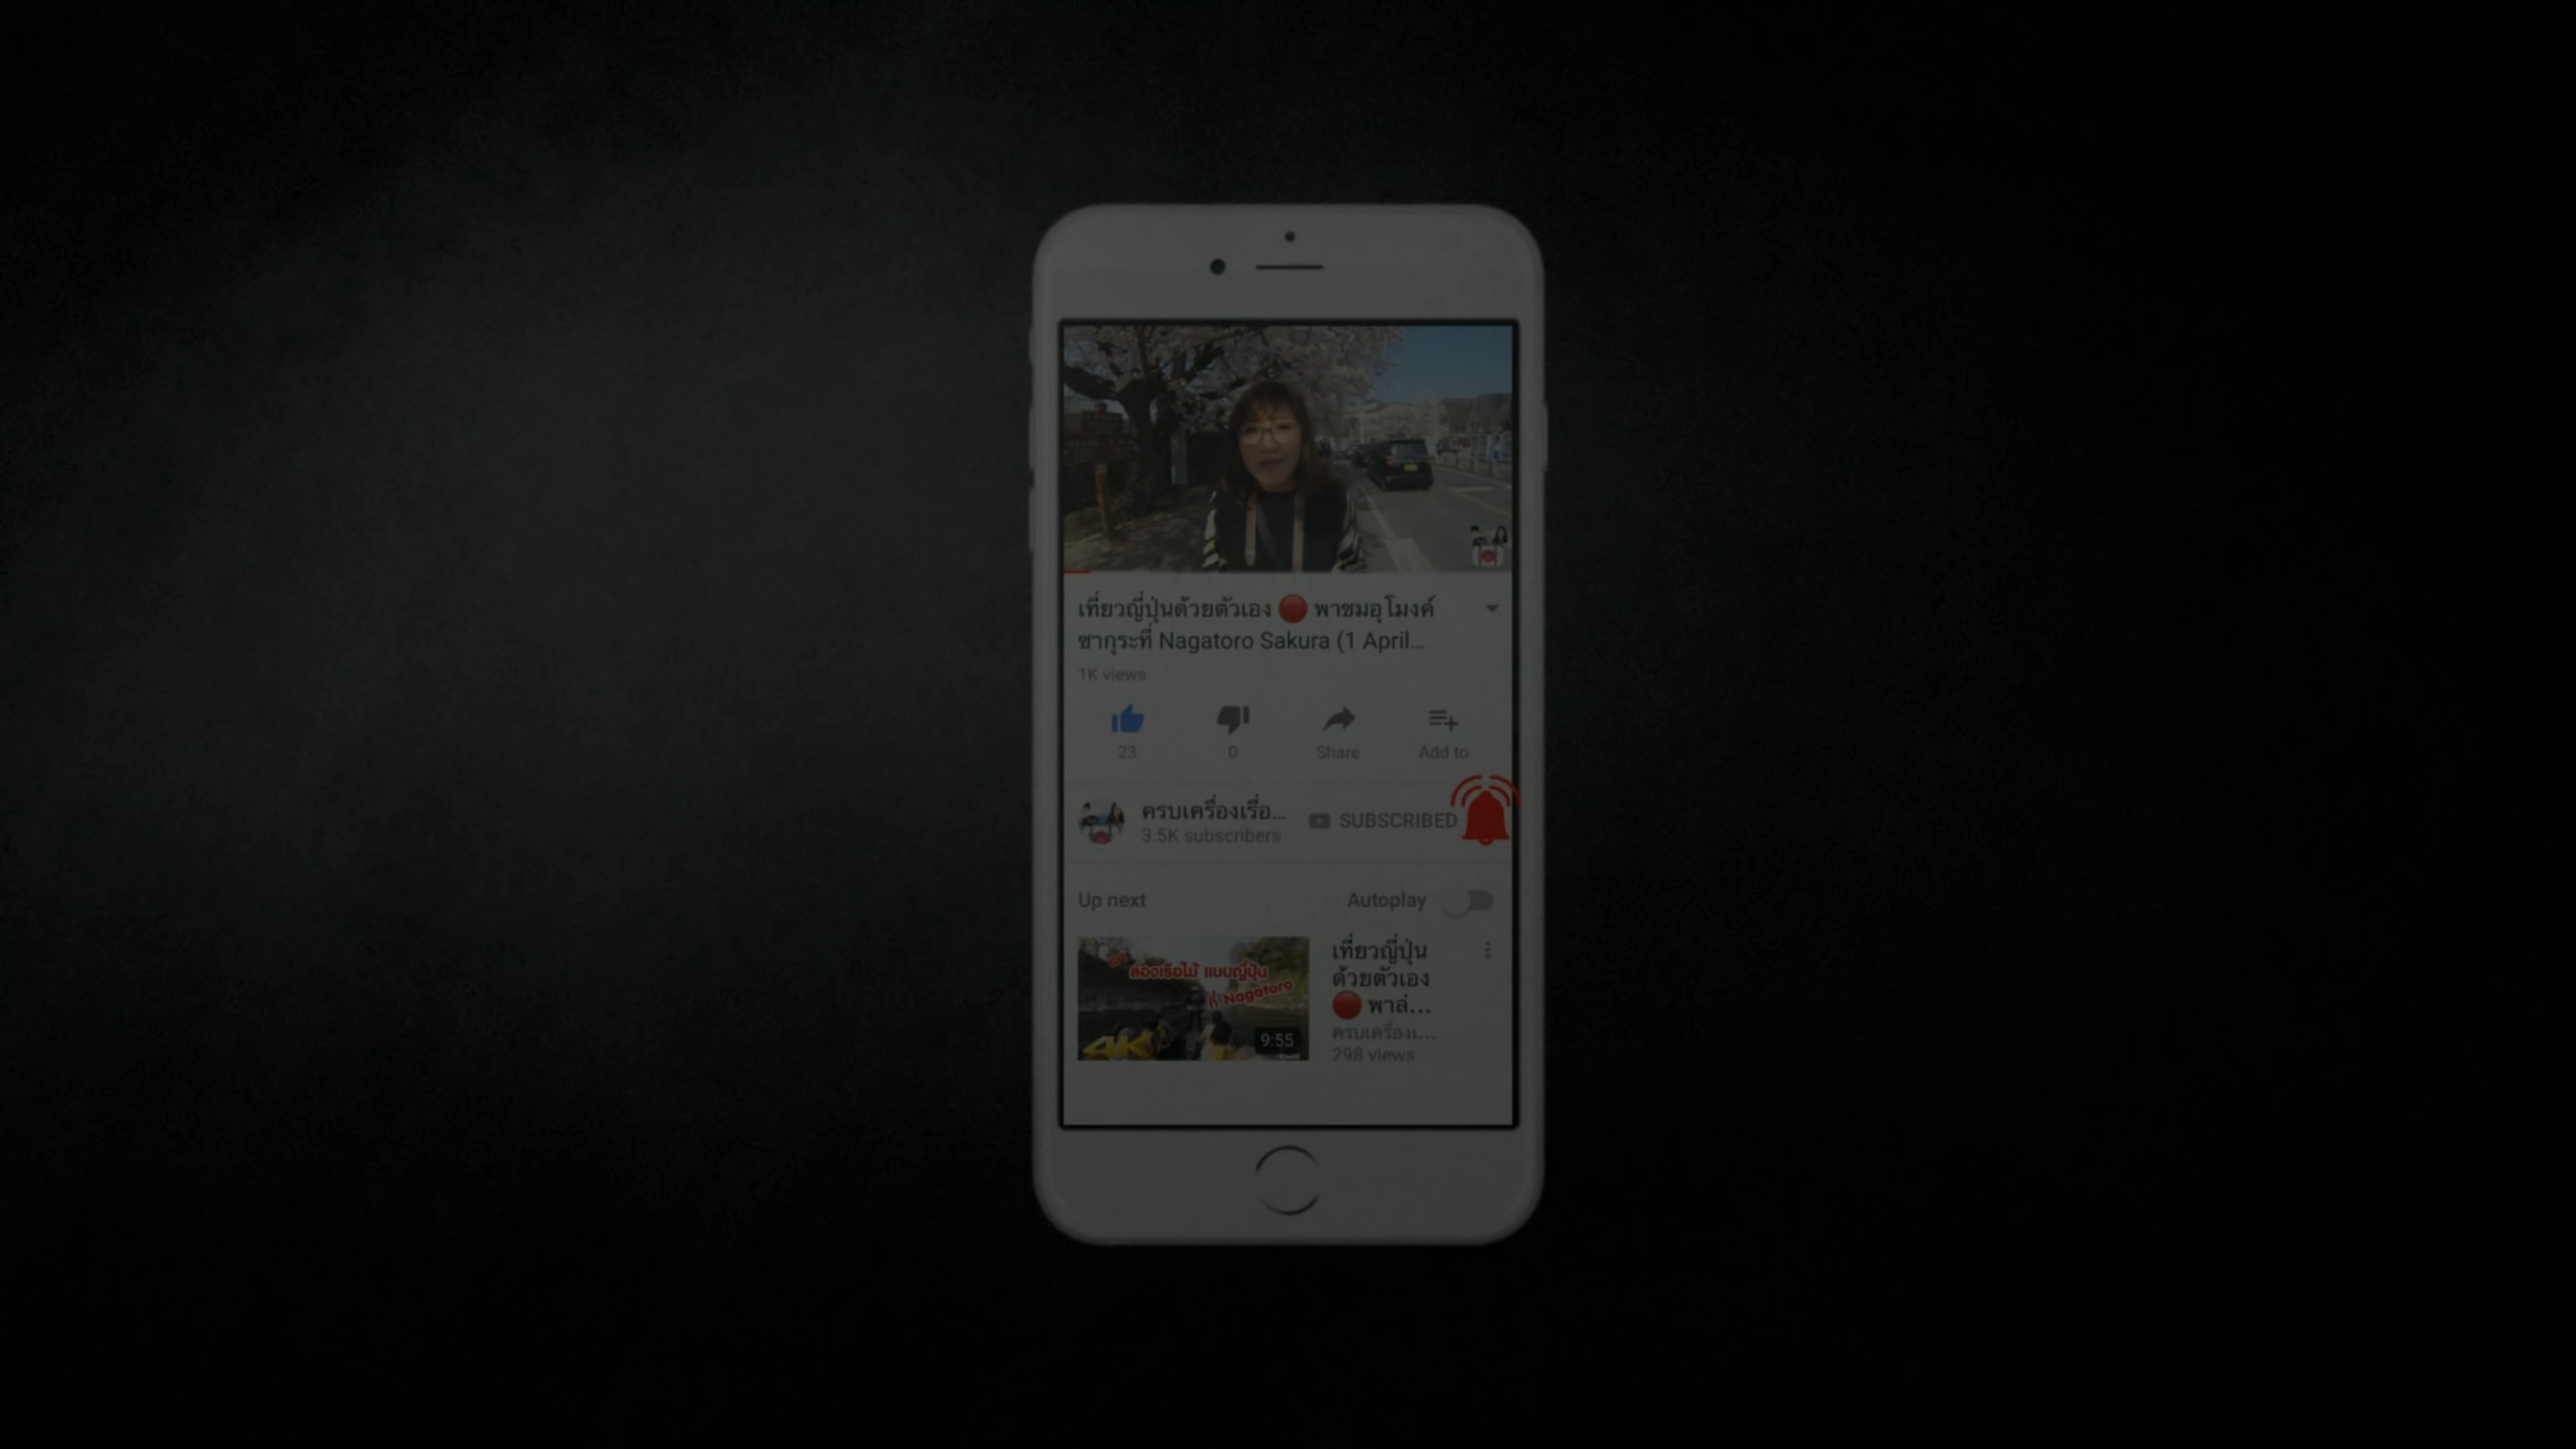 เที่ยวญี่ปุ่นด้วยตัวเอง 🔴 พาชมอุโมงค์
ซากุระที่ Nagatoro Sakura (1 April...
1K views
23
0
Share
Add to
ครบเครื่องเรื่อ...
3.5K subscribers
SUBSCRIBED
Up next
Autoplay
ล่องเรือไม้ แบบญี่ปุ่น
ที่ Nagatoro
4K
9:55
เที่ยวญี่ปุ่น
ด้วยตัวเอง
🔴 พาล่...
ครบเครื่องเ...
298 views